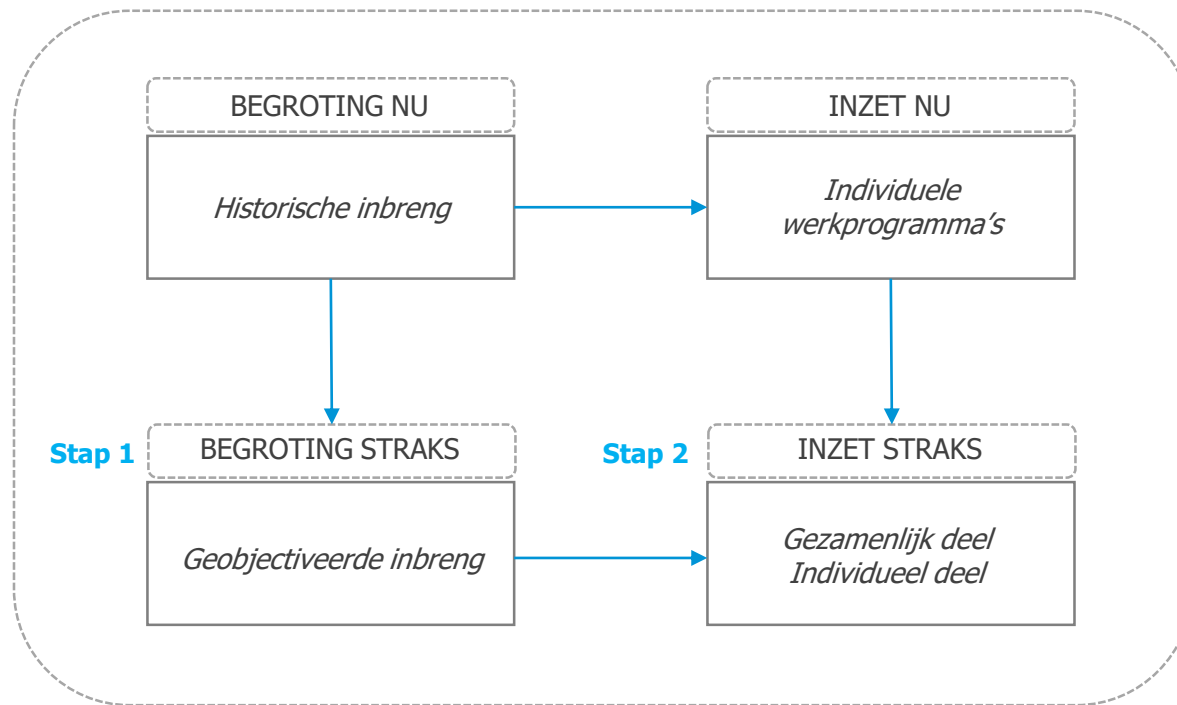 BEGROTING NU
INZET NU
Historische inbreng
Individuele
werkprogramma's
Stap 1
BEGROTING STRAKS
Stap 2
INZET STRAKS
Geobjectiveerde inbreng
Gezamenlijk deel
Individueel deel